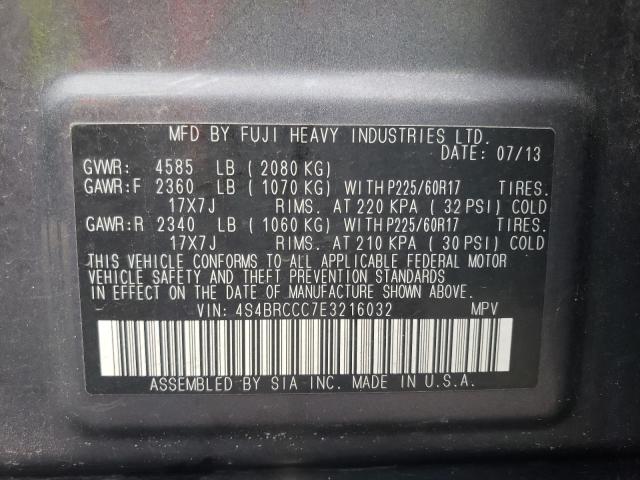 MFD BY FUJI HEAVY INDUSTRIES LTD.
DATE: 07/13
GVWR: 4585 LB ( 2080 KG)
GAWR:F 2360 LB ( 1070 KG) WITH P225/60R17 TIRES.
17X7J RIMS. AT 220 KPA ( 32 PSI) COLD
GAWR:R 2340 LB ( 1060 KG) WITH P225/60R17 TIRES.
17X7J RIMS. AT 210 KPA ( 30 PSI) COLD
THIS VEHICLE CONFORMS TO ALL APPLICABLE FEDERAL MOTOR
VEHICLE SAFETY AND THEFT PREVENTION STANDARDS
IN EFFECT ON THE DATE OF MANUFACTURE SHOWN ABOVE.
VIN: 4S4BRCCC7E3216032 MPV
ASSEMBLED BY SIA INC. MADE IN U.S.A.